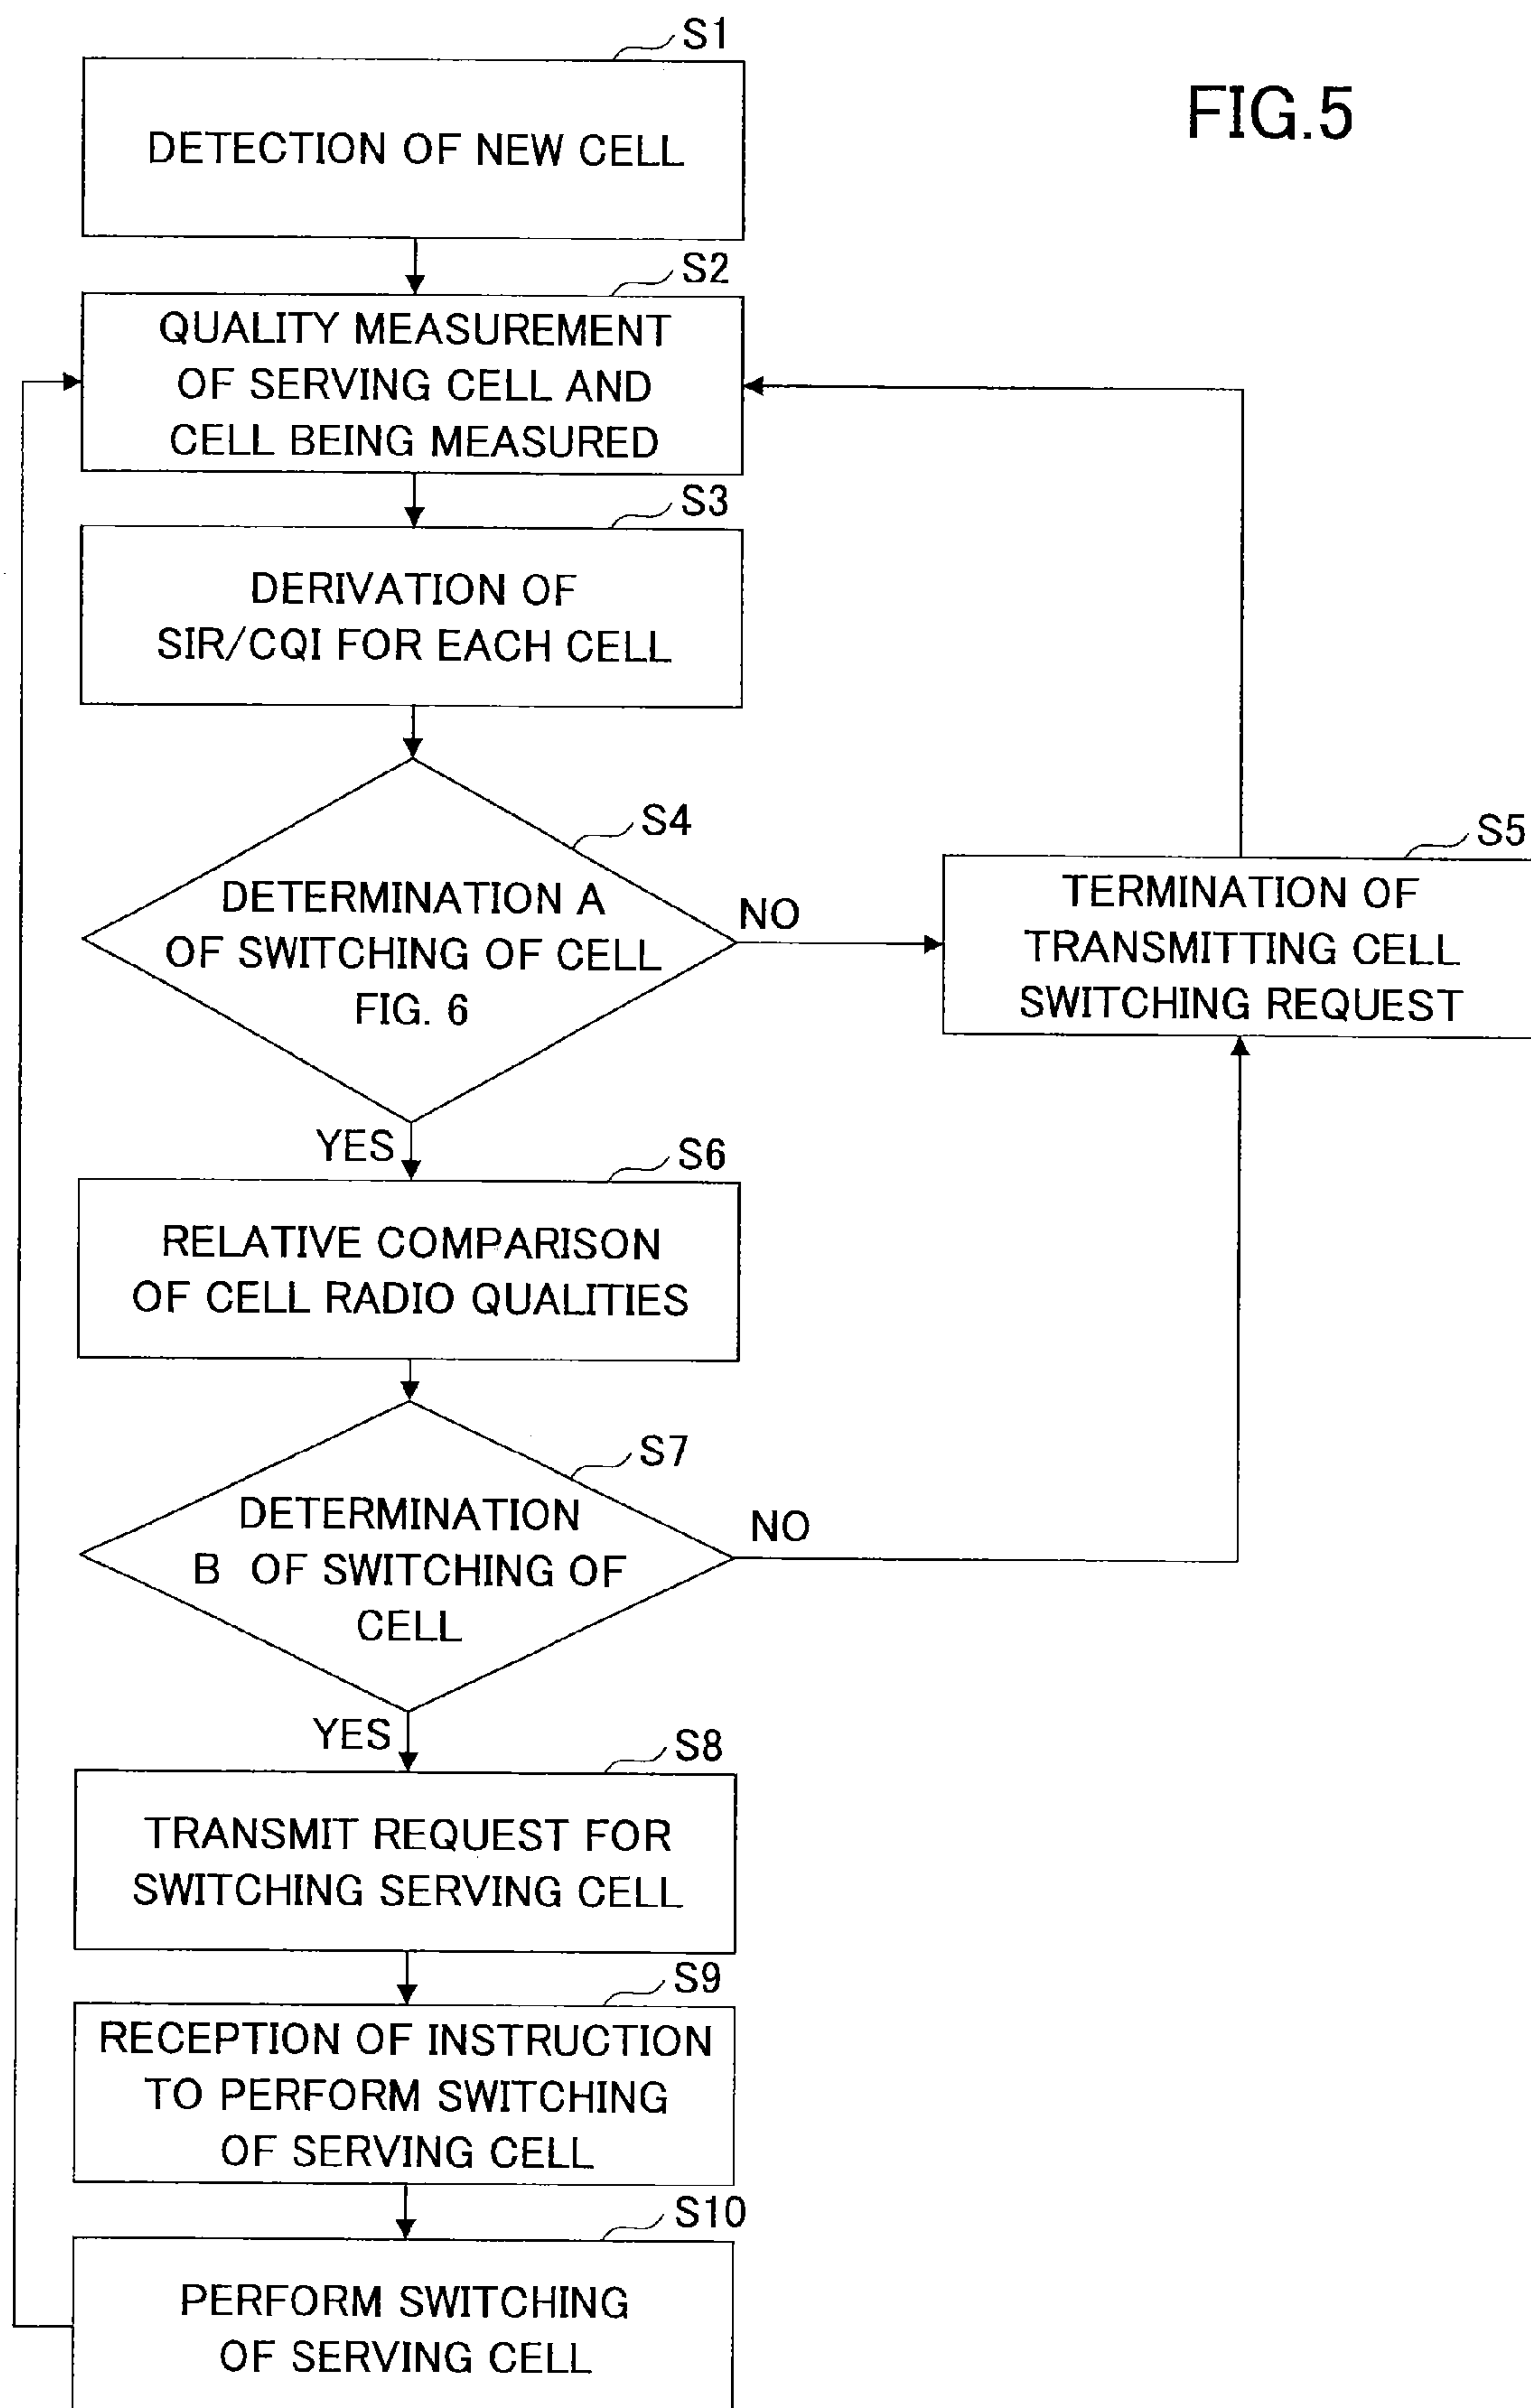 FIG.5
S1
DETECTION OF NEW CELL
S2
QUALITY MEASUREMENT
OF SERVING CELL AND
CELL BEING MEASURED
S3
DERIVATION OF
SIR/CQI FOR EACH CELL
S4
DETERMINATION A
OF SWITCHING OF CELL
FIG. 6
NO
S5
TERMINATION OF
TRANSMITTING CELL
SWITCHING REQUEST
YES
S6
RELATIVE COMPARISON
OF CELL RADIO QUALITIES
S7
DETERMINATION
B OF SWITCHING OF
CELL
NO
YES
S8
TRANSMIT REQUEST FOR
SWITCHING SERVING CELL
S9
RECEPTION OF INSTRUCTION
TO PERFORM SWITCHING
OF SERVING CELL
S10
PERFORM SWITCHING
OF SERVING CELL